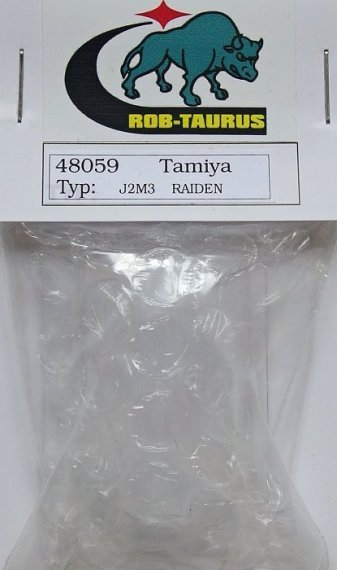 ROB-TAURUS
48059 Tamiya
Typ: J2M3 RAIDEN